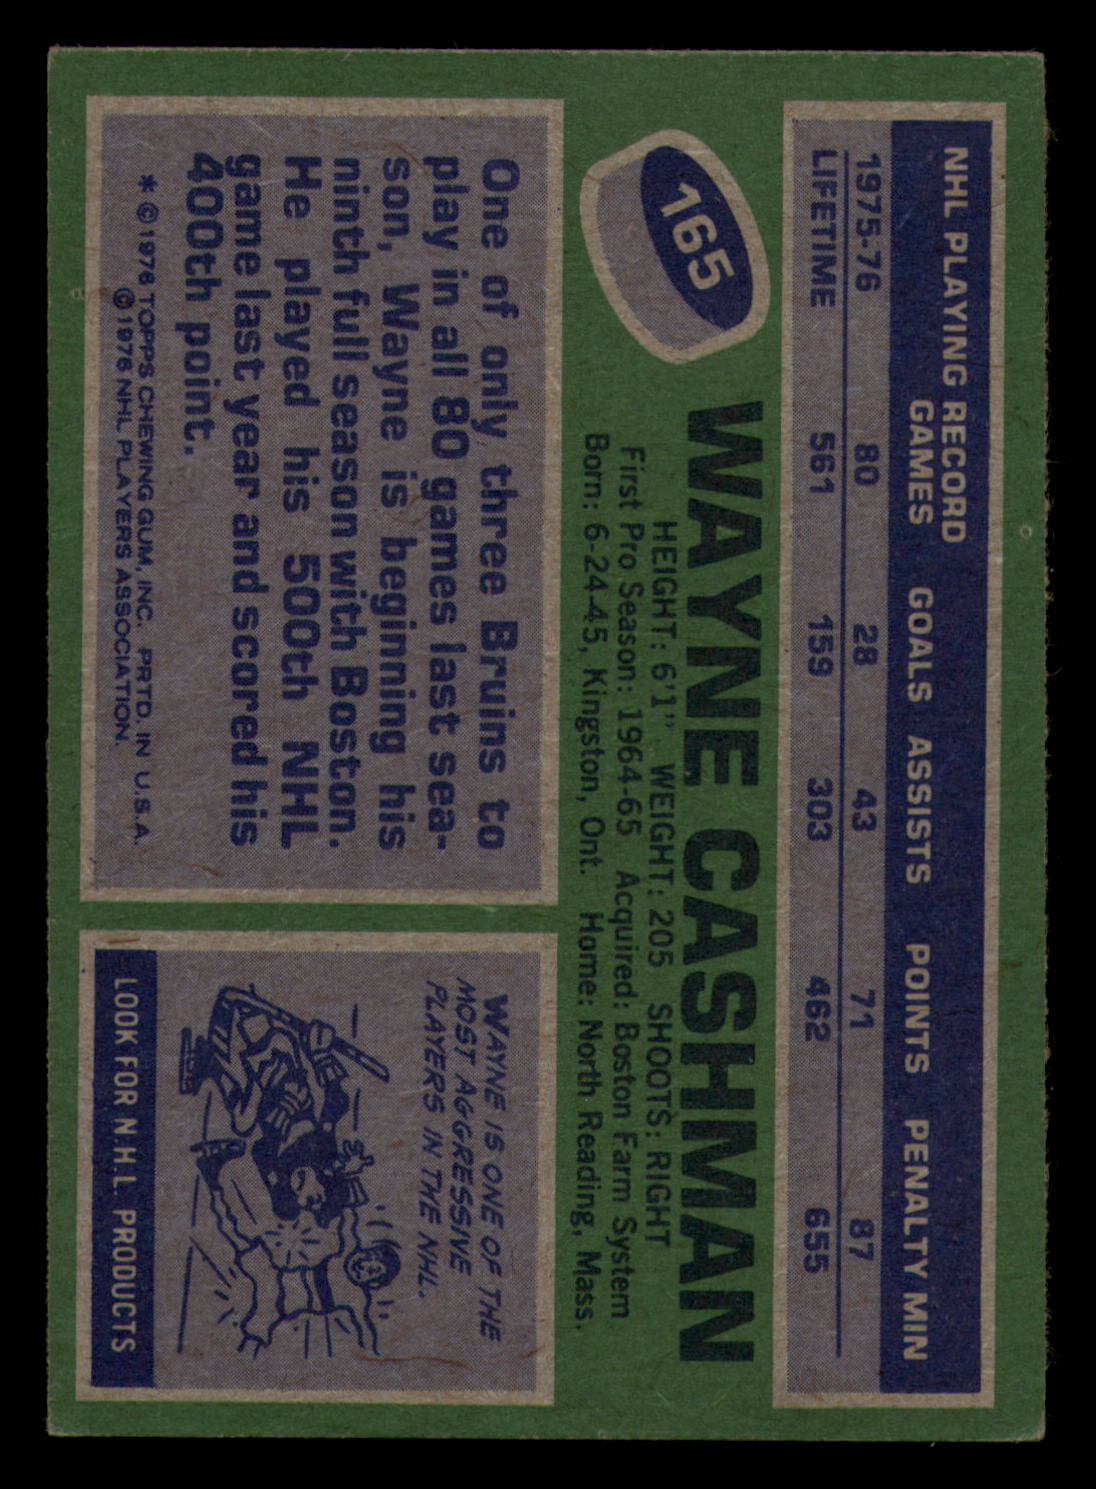 NHL PLAYING RECORD
GAMES GOALS ASSISTS POINTS PENALTY MIN
1975-76 80 28 43 71 87
LIFETIME 561 159 303 462 655
165
WAYNE CASHMAN
HEIGHT: 6'1" WEIGHT: 205 SHOOTS: RIGHT
First Pro Season: 1964-65 Acquired: Boston Farm System
Born: 6-24-45, Kingston, Ont. Home: North Reading, Mass.
One of only three Bruins to
play in all 80 games last sea-
son, Wayne is beginning his
ninth full season with Boston.
He played his 500th NHL
game last year and scored his
400th point.
* ©1976 TOPPS CHEWING GUM, INC. PRTD. IN U.S.A.
©1976 NHL PLAYERS ASSOCIATION.
WAYNE IS ONE OF THE
MOST AGGRESSIVE
PLAYERS IN THE NHL.
LOOK FOR N.H.L. PRODUCTS